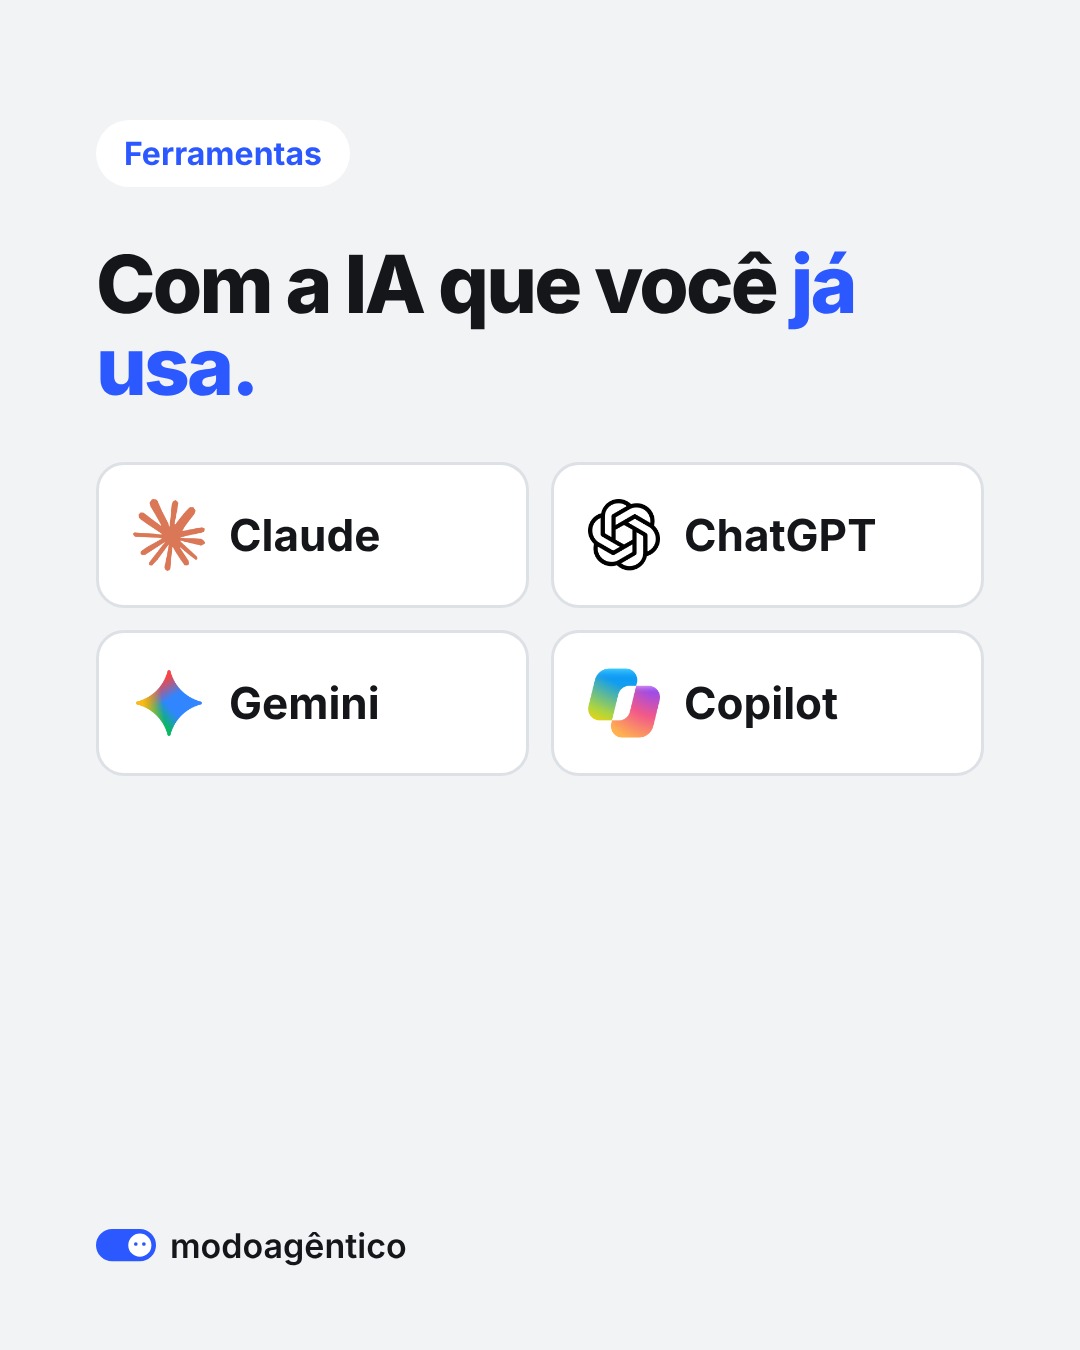 Ferramentas
Com a IA que você já
usa.
Claude
ChatGPT
Gemini
Copilot
modoagêntico